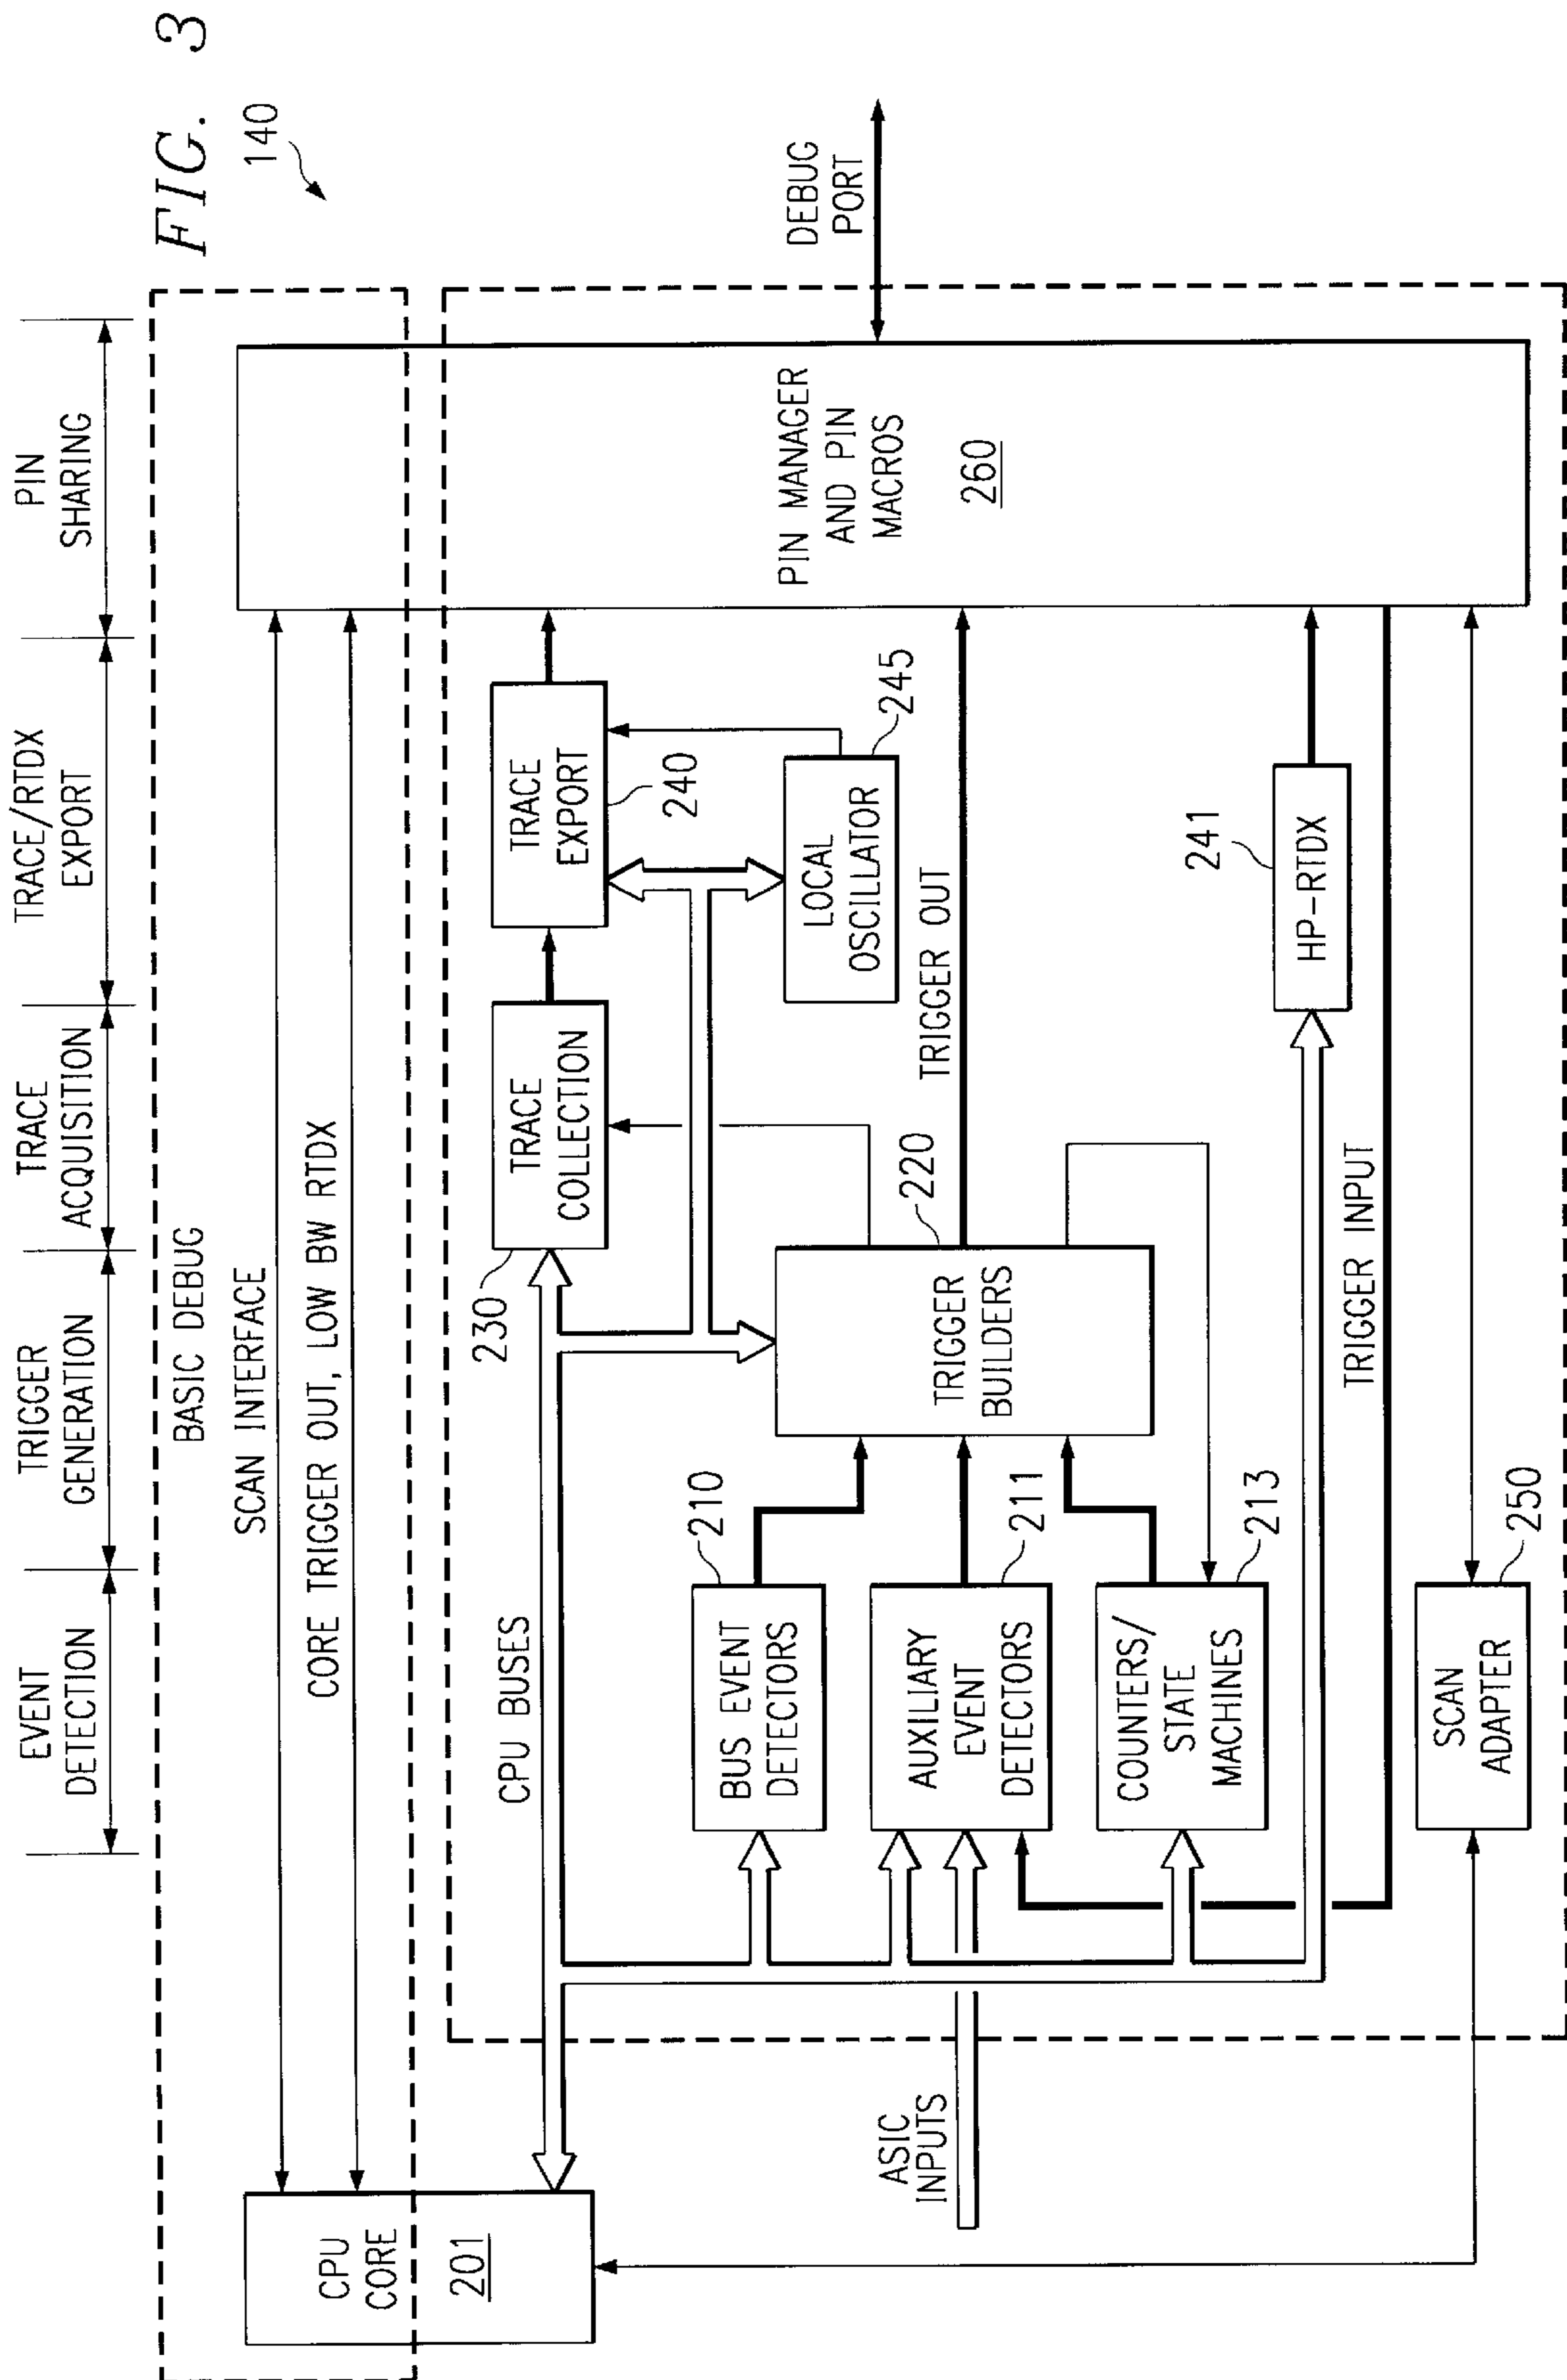 FIG. 3
140
EVENT
DETECTION
TRIGGER
GENERATION
TRACE
ACQUISITION
TRACE/RTDX
EXPORT
PIN
SHARING
BASIC DEBUG
SCAN INTERFACE
CORE TRIGGER OUT, LOW BW RTDX
CPU
CORE
201
CPU BUSES
ASIC
INPUTS
BUS EVENT
DETECTORS
210
AUXILIARY
EVENT
DETECTORS
211
COUNTERS/
STATE
MACHINES
213
SCAN
ADAPTER
250
TRIGGER
BUILDERS
220
TRACE
COLLECTION
230
TRACE
EXPORT
240
LOCAL
OSCILLATOR
245
TRIGGER OUT
HP-RTDX
241
TRIGGER INPUT
PIN MANAGER
AND PIN
MACROS
260
DEBUG
PORT